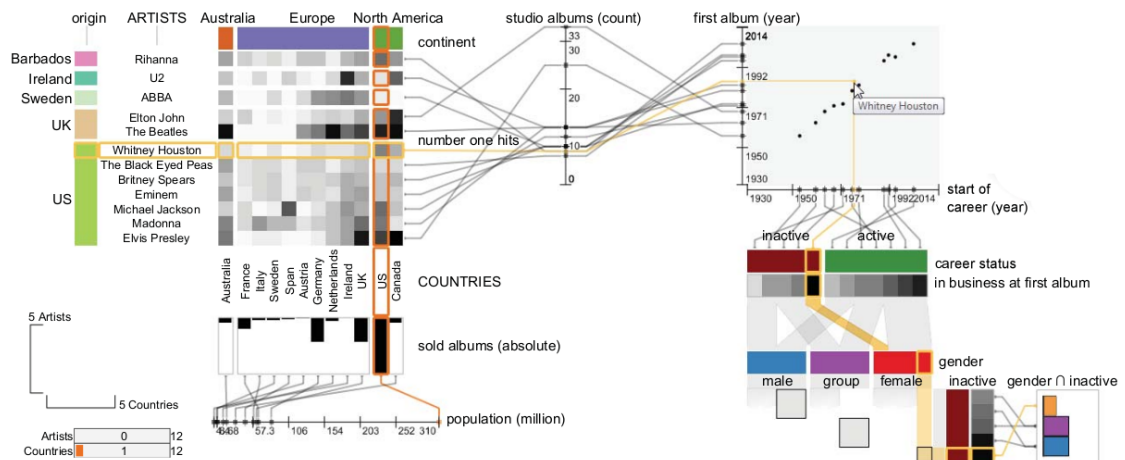 origin
ARTISTS
Australia
Europe
North America
studio albums (count)
first album (year)
continent
Barbados
Rihanna
Ireland
U2
Sweden
ABBA
UK
Elton John
The Beatles
number one hits
Whitney Houston
US
The Black Eyed Peas
Britney Spears
Eminem
Michael Jackson
Madonna
Elvis Presley
33
30
20
10
0
2014
1992
1971
1950
1930
Whitney Houston
1930
1950
1971
1992
2014
start of
career (year)
inactive
active
career status
in business at first album
Australia
France
Italy
Sweden
Span
Austria
Germany
Netherlands
Ireland
UK
US
Canada
COUNTRIES
sold albums (absolute)
5 Artists
5 Countries
57.3
106
154
203
252
310
population (million)
Artists
0
12
Countries
1
12
gender
male
group
female
inactive
gender ∩ inactive